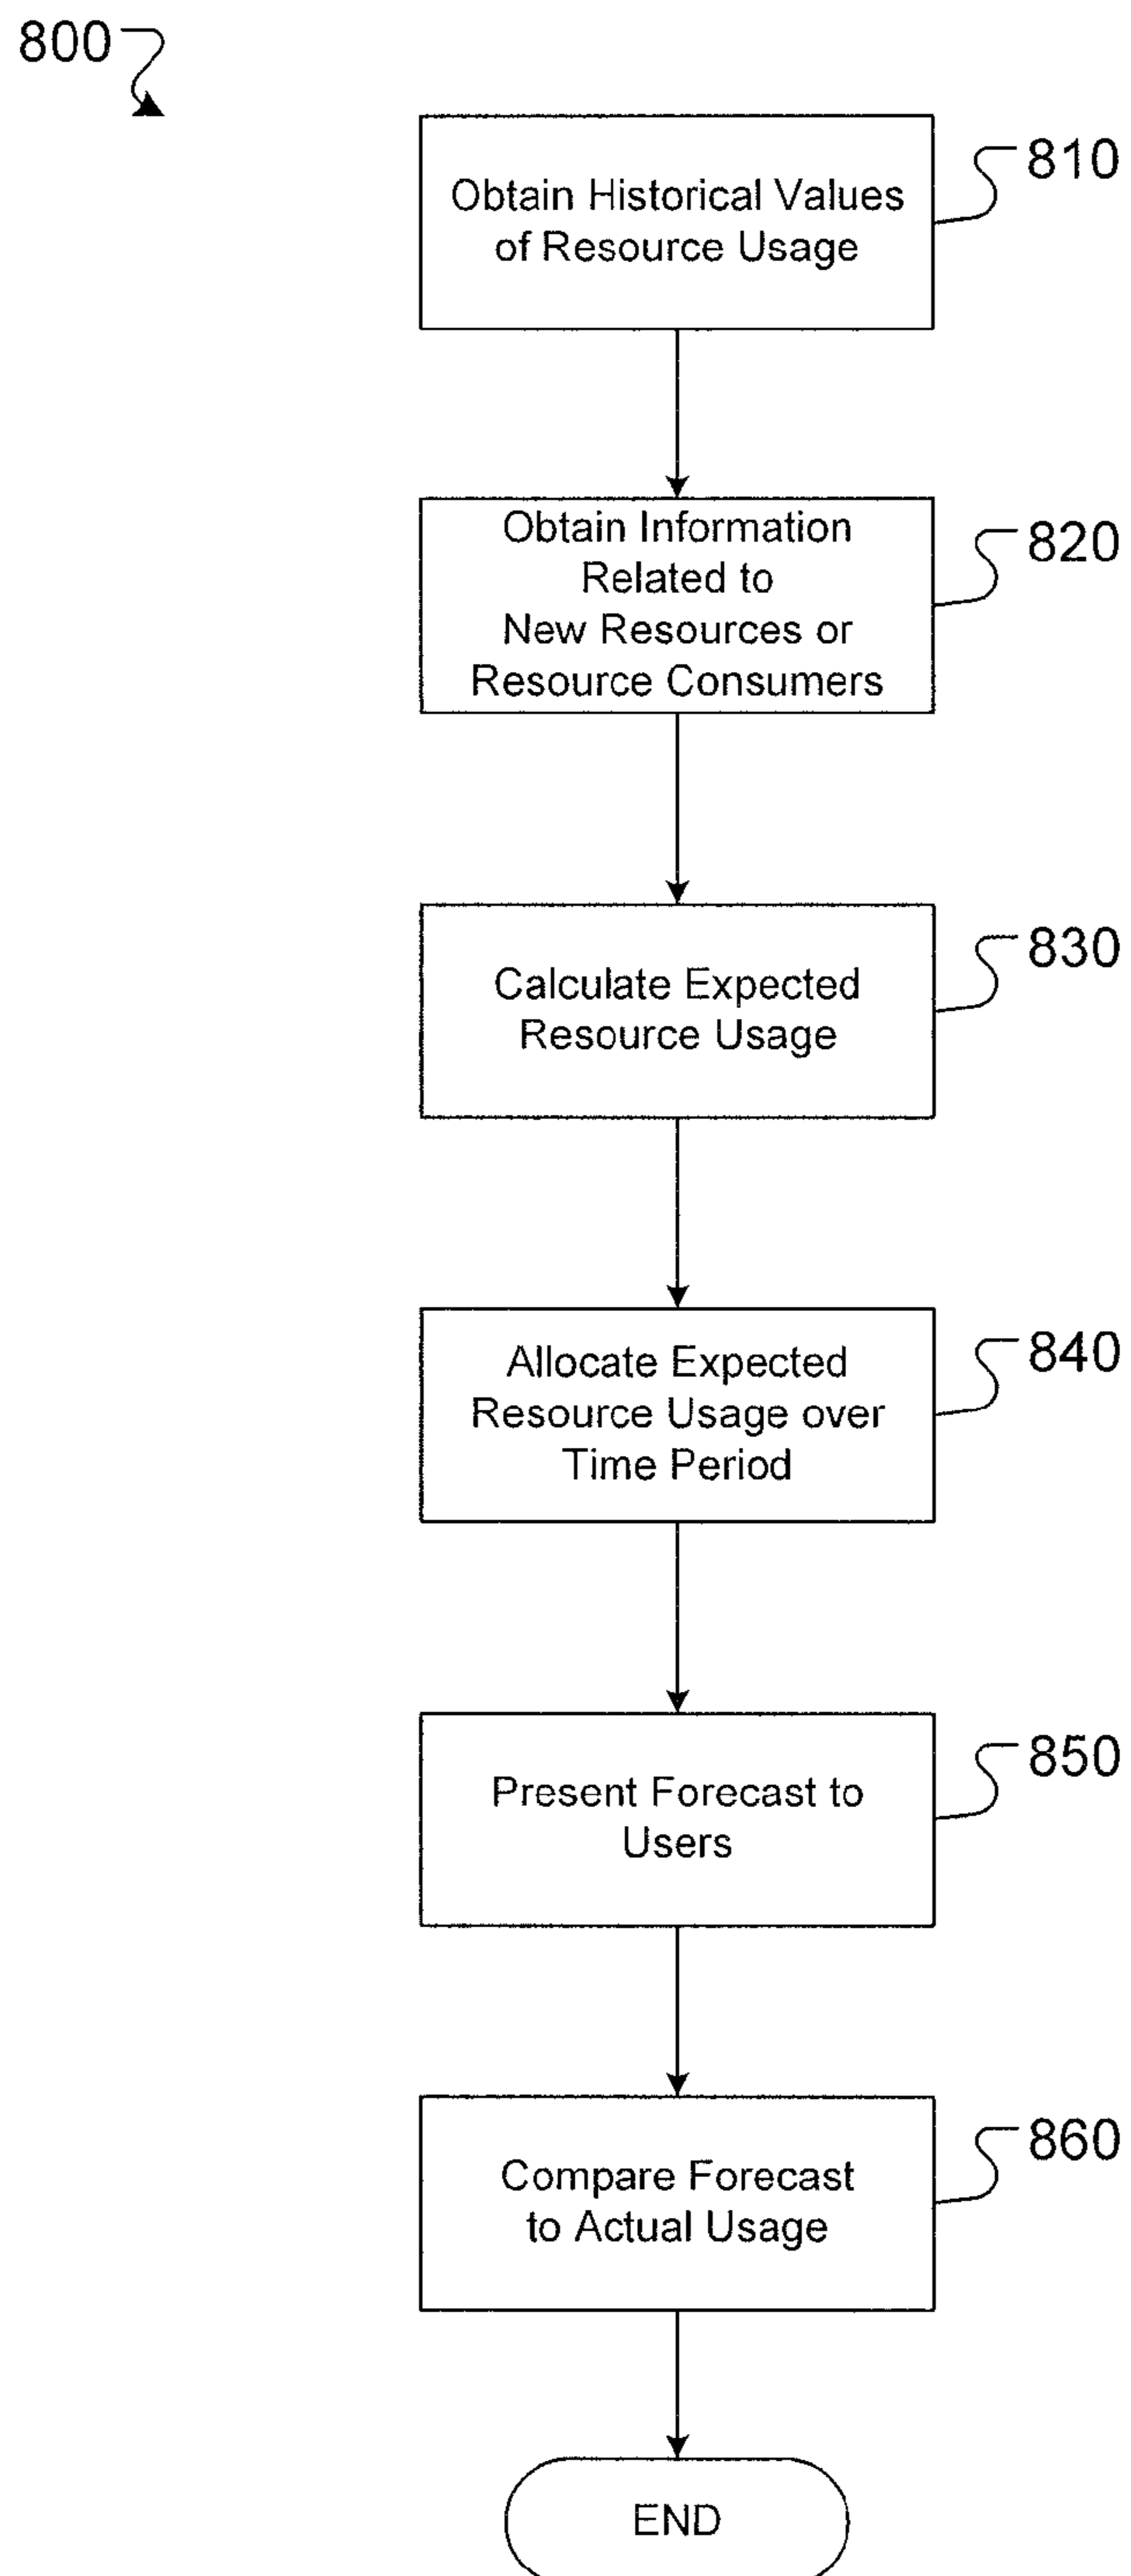 800
Obtain Historical Values
of Resource Usage
810
Obtain Information
Related to
New Resources or
Resource Consumers
820
Calculate Expected
Resource Usage
830
Allocate Expected
Resource Usage over
Time Period
840
Present Forecast to
Users
850
Compare Forecast
to Actual Usage
860
END